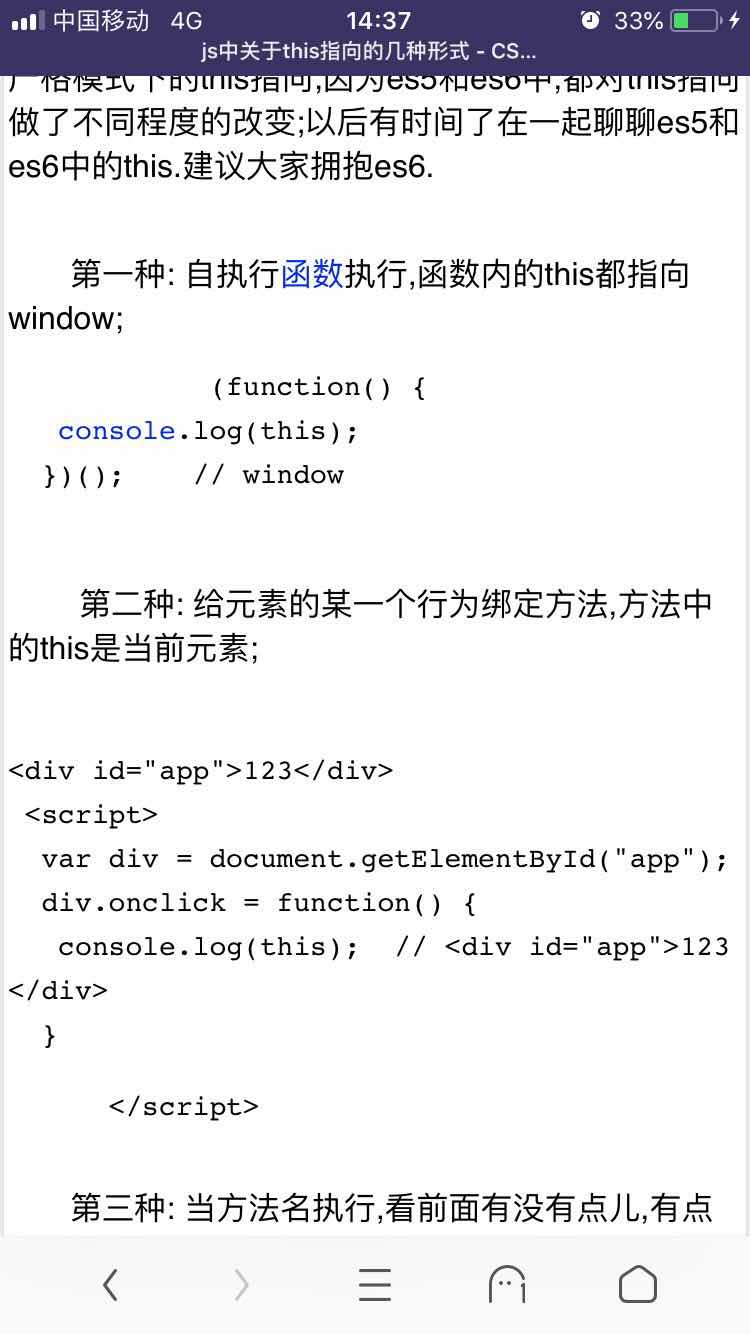 中国移动 4G 14:37 33%
js中关于this指向的几种形式 - CS...
严格模式下的this指向,因为es5和es6中,都对this指向
做了不同程度的改变;以后有时间了在一起聊聊es5和
es6中的this.建议大家拥抱es6.
第一种: 自执行函数执行,函数内的this都指向
window;
(function() {
console.log(this);
})(); // window
第二种: 给元素的某一个行为绑定方法,方法中
的this是当前元素;
<div id="app">123</div>
<script>
var div = document.getElementById("app");
div.onclick = function() {
console.log(this); // <div id="app">123
</div>
}
</script>
第三种: 当方法名执行,看前面有没有点儿,有点
1